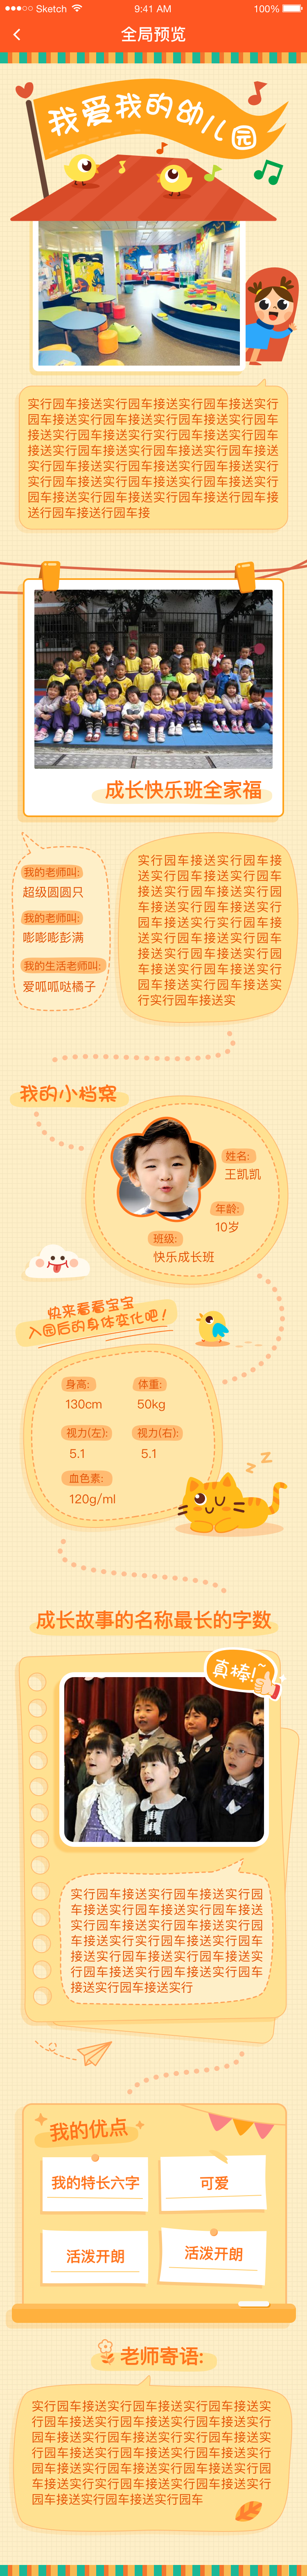 Sketch
9:41 AM
100%
全局预览
我爱我的幼儿园
实行园车接送实行园车接送实行园车接送实行
园车接送实行园车接送实行园车接送实行园车
接送实行园车接送实行实行园车接送实行园车
接送实行园车接送实行园车接送实行园车接送
实行园车接送实行园车接送实行园车接送实行
实行园车接送实行园车接送实行园车接送实行
园车接送实行园车接送实行园车接送行园车接
送行园车接送行园车接
成长快乐班全家福
我的老师叫:
超级圆圆只
我的老师叫:
嘭嘭嘭彭满
我的生活老师叫:
爱呱呱哒橘子
实行园车接送实行园车接
送实行园车接送实行园车
接送实行园车接送实行园
车接送实行园车接送实行
园车接送实行实行园车接
送实行园车接送实行园车
接送实行园车接送实行园
车接送实行园车接送实行
园车接送实行园车接送实
行实行园车接送实
我的小档案
姓名:
王凯凯
年龄:
10岁
班级:
快乐成长班
快来看看宝宝
入园后的身体变化吧!
身高:
体重:
130cm
50kg
视力(左):
视力(右):
5.1
5.1
血色素:
120g/ml
z z z
成长故事的名称最长的字数
真棒!~
实行园车接送实行园车接送实行园
车接送实行园车接送实行园车接送
实行园车接送实行园车接送实行园
车接送实行实行园车接送实行园车
接送实行园车接送实行园车接送实
行园车接送实行园车接送实行园车
接送实行园车接送实行
我的优点
我的特长六字
可爱
活泼开朗
活泼开朗
老师寄语:
实行园车接送实行园车接送实行园车接送实
行园车接送实行园车接送实行园车接送实行
园车接送实行园车接送实行实行园车接送实
行园车接送实行园车接送实行园车接送实行
园车接送实行园车接送实行园车接送实行园
车接送实行实行园车接送实行园车接送实行
园车接送实行园车接送实行园车